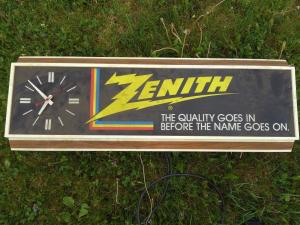 ZENITH
®
THE QUALITY GOES IN
BEFORE THE NAME GOES ON.